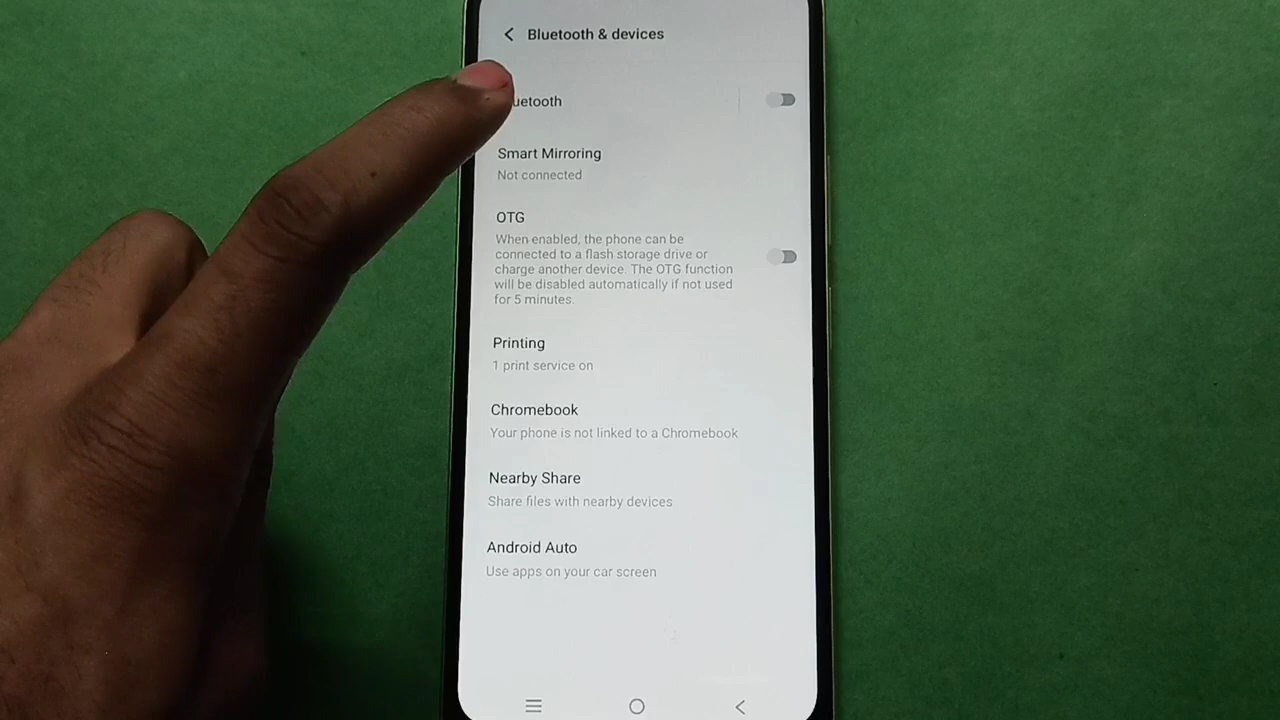 Bluetooth & devices
uetooth
Smart Mirroring
Not connected
OTG
When enabled, the phone can be
connected to a flash storage drive or
charge another device. The OTG function
will be disabled automatically if not used
for 5 minutes.
Printing
1 print service on
Chromebook
Your phone is not linked to a Chromebook
Nearby Share
Share files with nearby devices
Android Auto
Use apps on your car screen